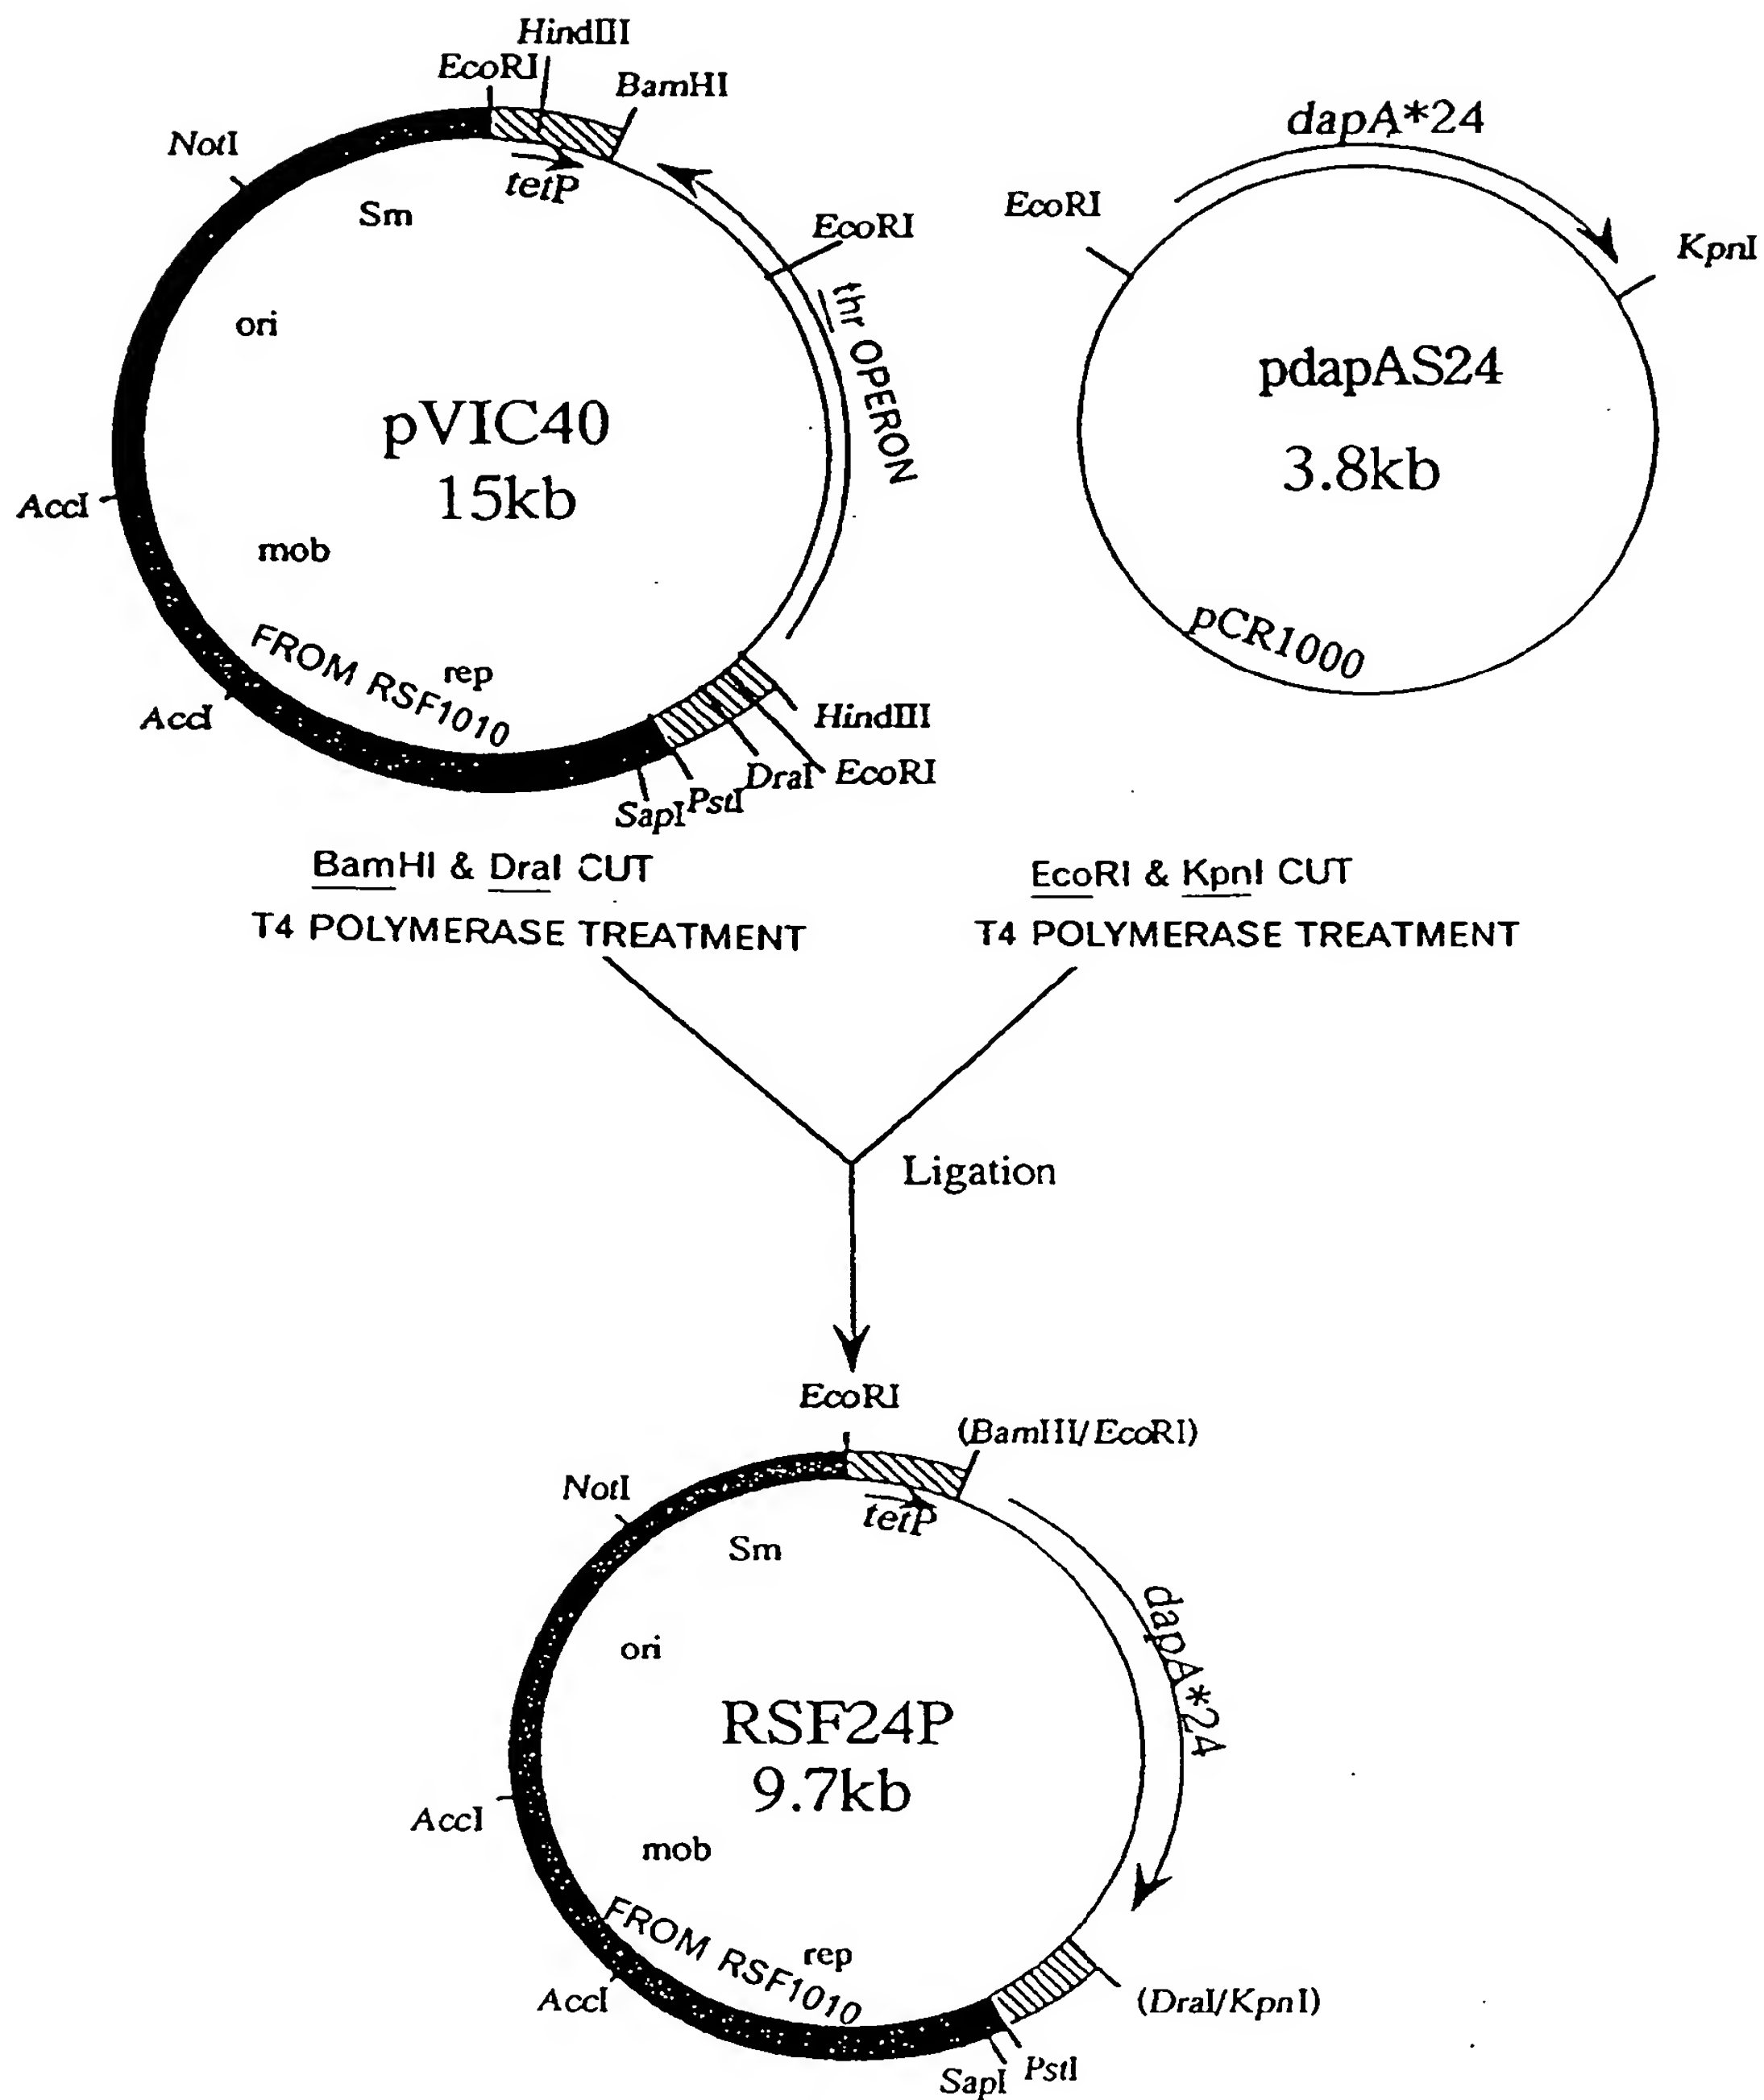 HindIII
EcoRI
BamHI
NotI
tetP
Sm
EcoRI
thr OPERON
ori
pVIC40
15kb
AccI
mob
FROM RSF1010
rep
AccI
HindIII
EcoRI
DraI
PstI
SapI
dapA*24
EcoRI
KpnI
pdapAS24
3.8kb
pCR1000
BamHI & DraI CUT
T4 POLYMERASE TREATMENT
EcoRI & KpnI CUT
T4 POLYMERASE TREATMENT
Ligation
EcoRI
(BamHI/EcoRI)
NotI
tetP
Sm
dapA*24
ori
RSF24P
9.7kb
AccI
mob
FROM RSF1010
rep
AccI
(DraI/KpnI)
PstI
SapI